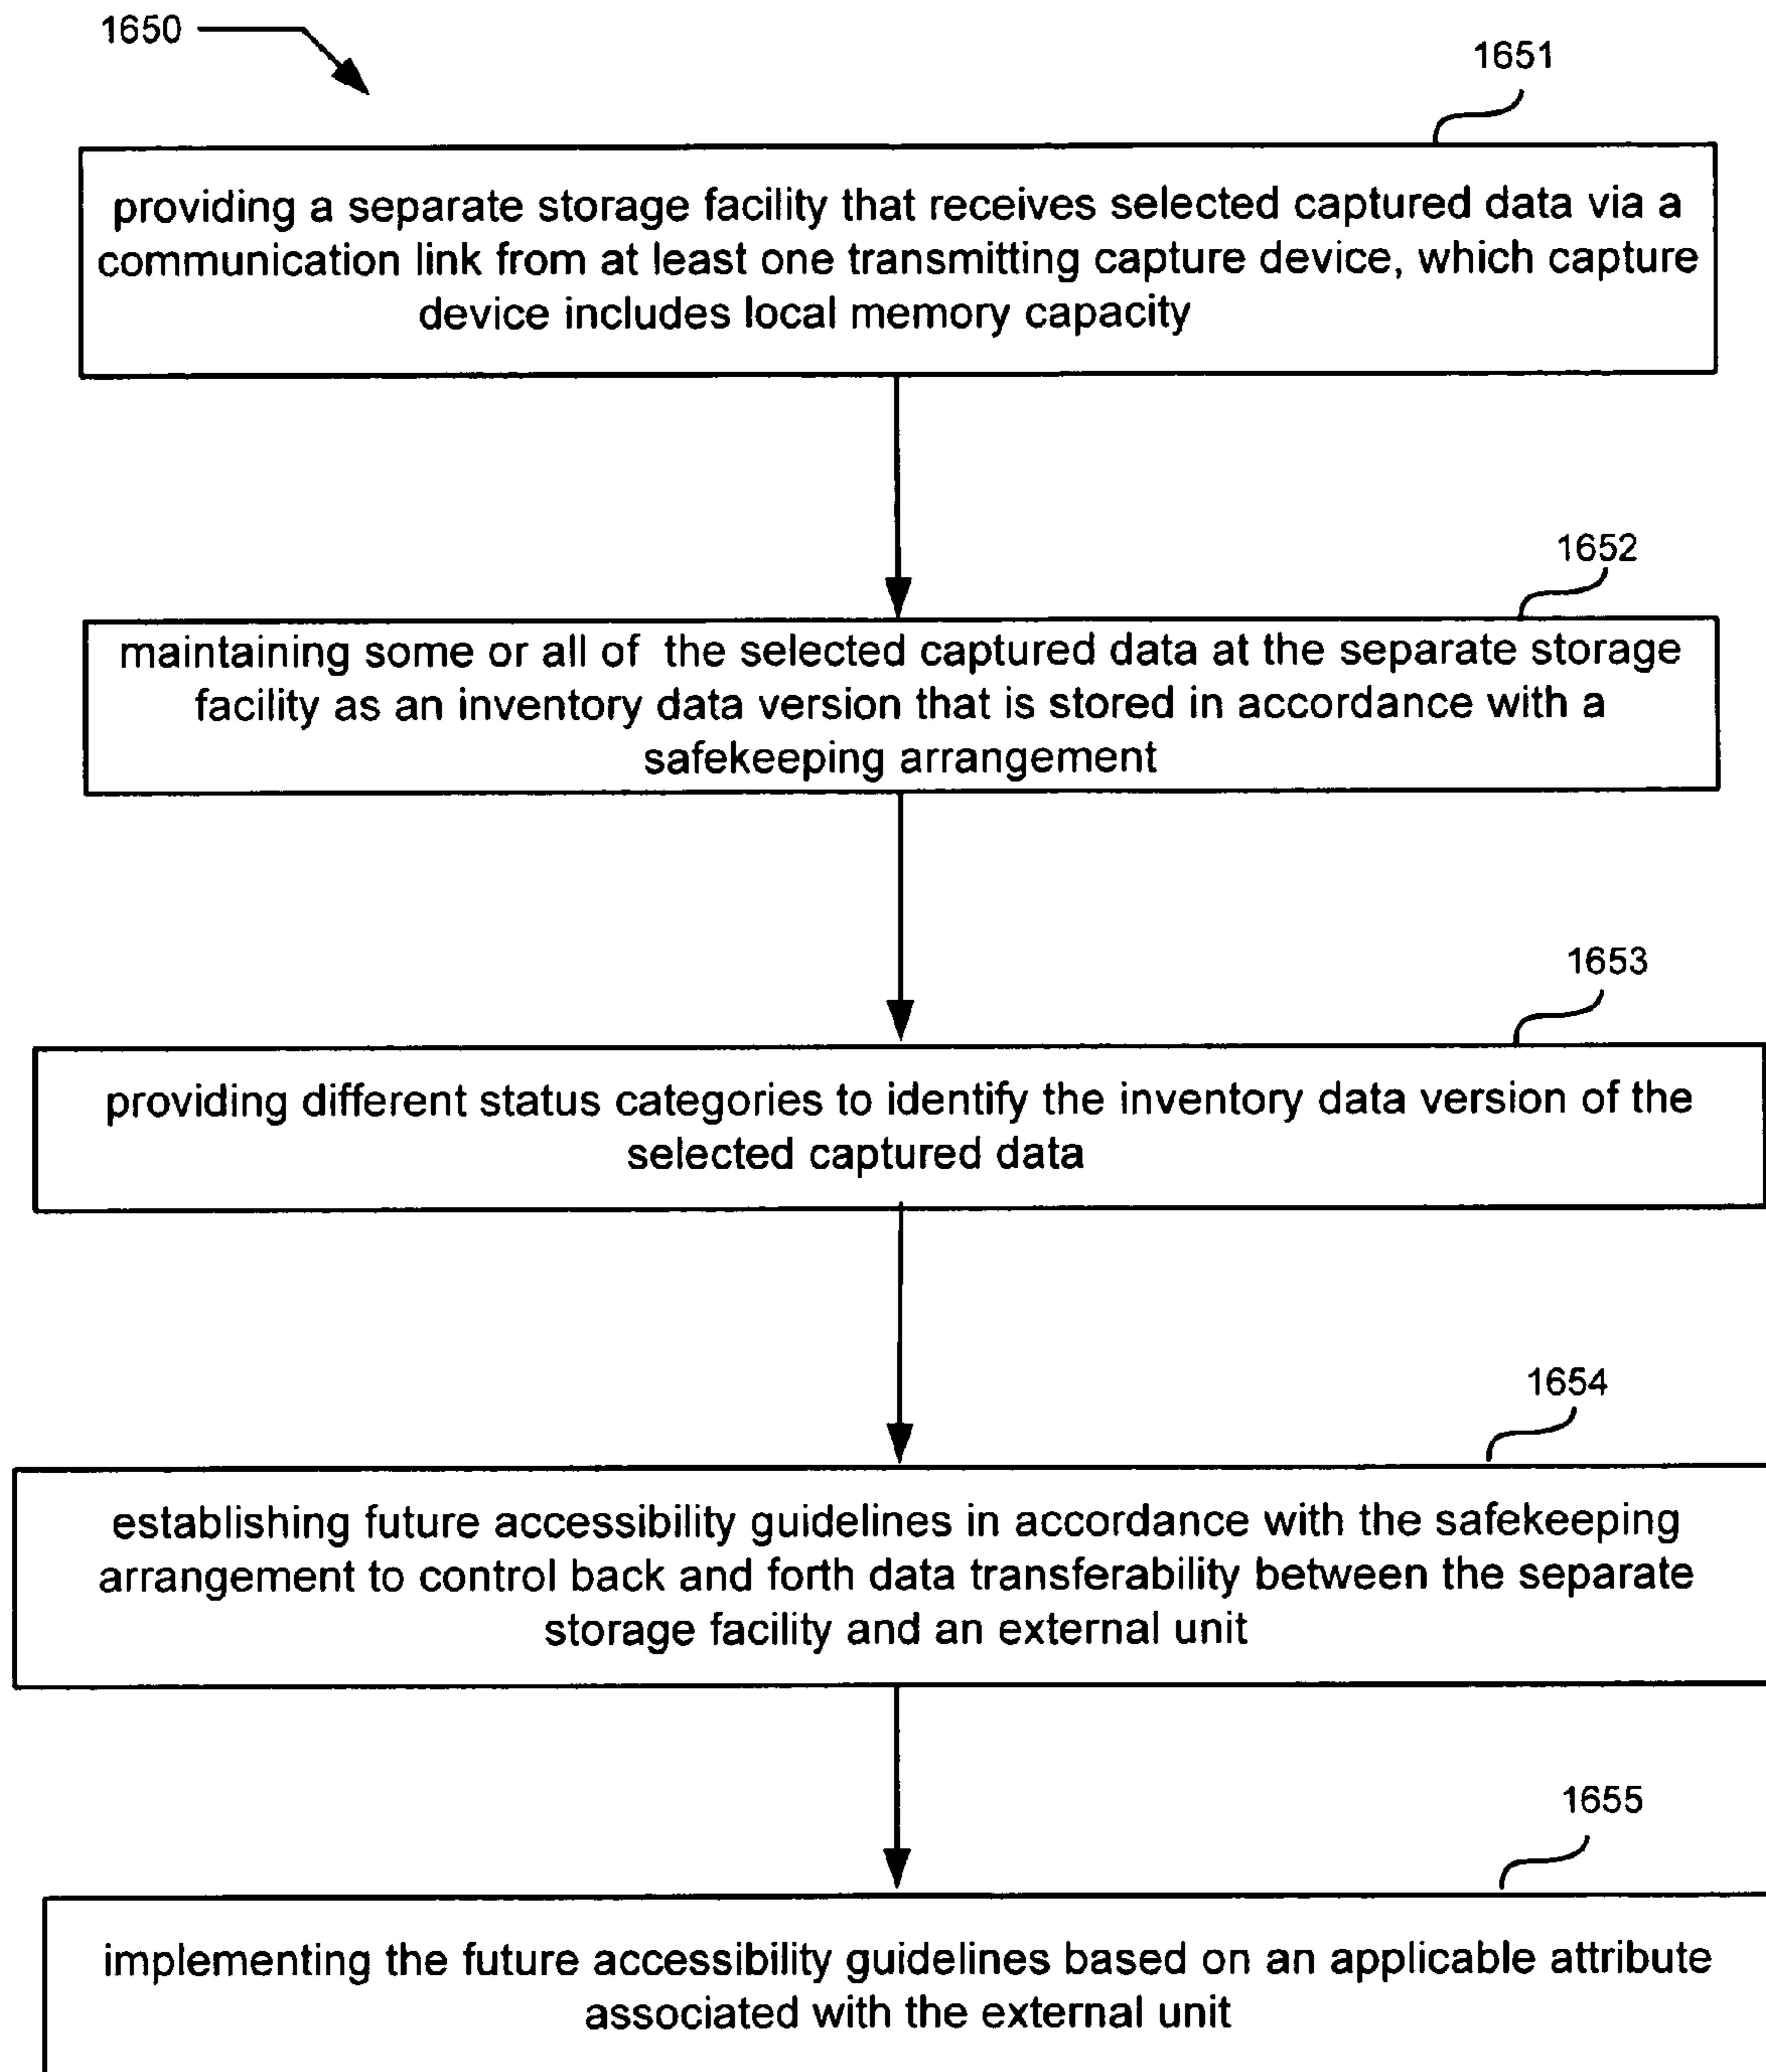 1650
1651
providing a separate storage facility that receives selected captured data via a
communication link from at least one transmitting capture device, which capture
device includes local memory capacity
1652
maintaining some or all of the selected captured data at the separate storage
facility as an inventory data version that is stored in accordance with a
safekeeping arrangement
1653
providing different status categories to identify the inventory data version of the
selected captured data
1654
establishing future accessibility guidelines in accordance with the safekeeping
arrangement to control back and forth data transferability between the separate
storage facility and an external unit
1655
implementing the future accessibility guidelines based on an applicable attribute
associated with the external unit